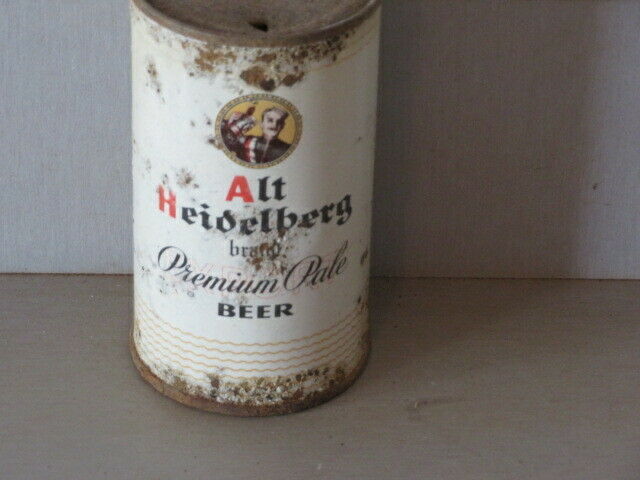 Alt
Heidelberg
brand
Premium Pale
BEER